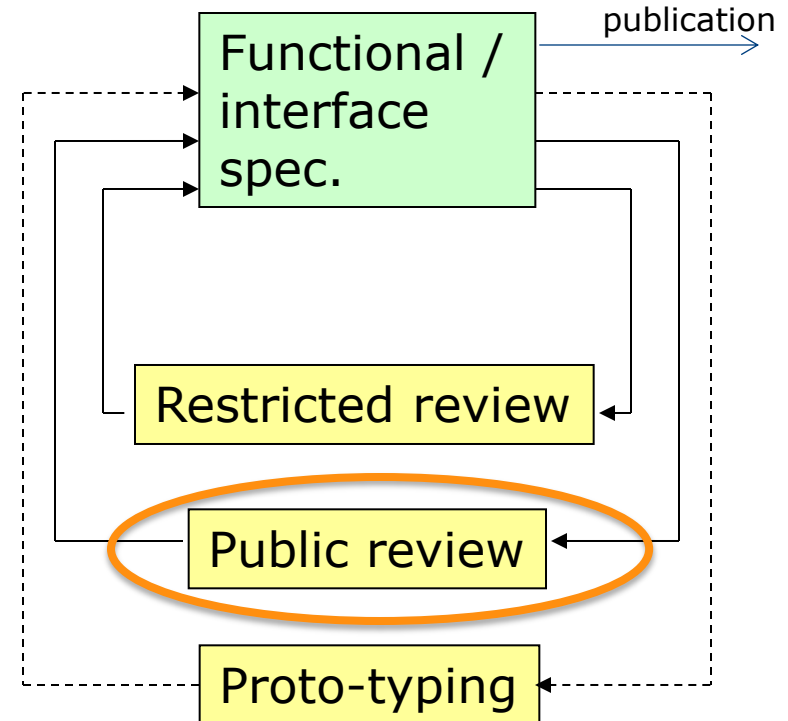 publication
Functional /
interface
spec.
Restricted review
Public review
Proto-typing